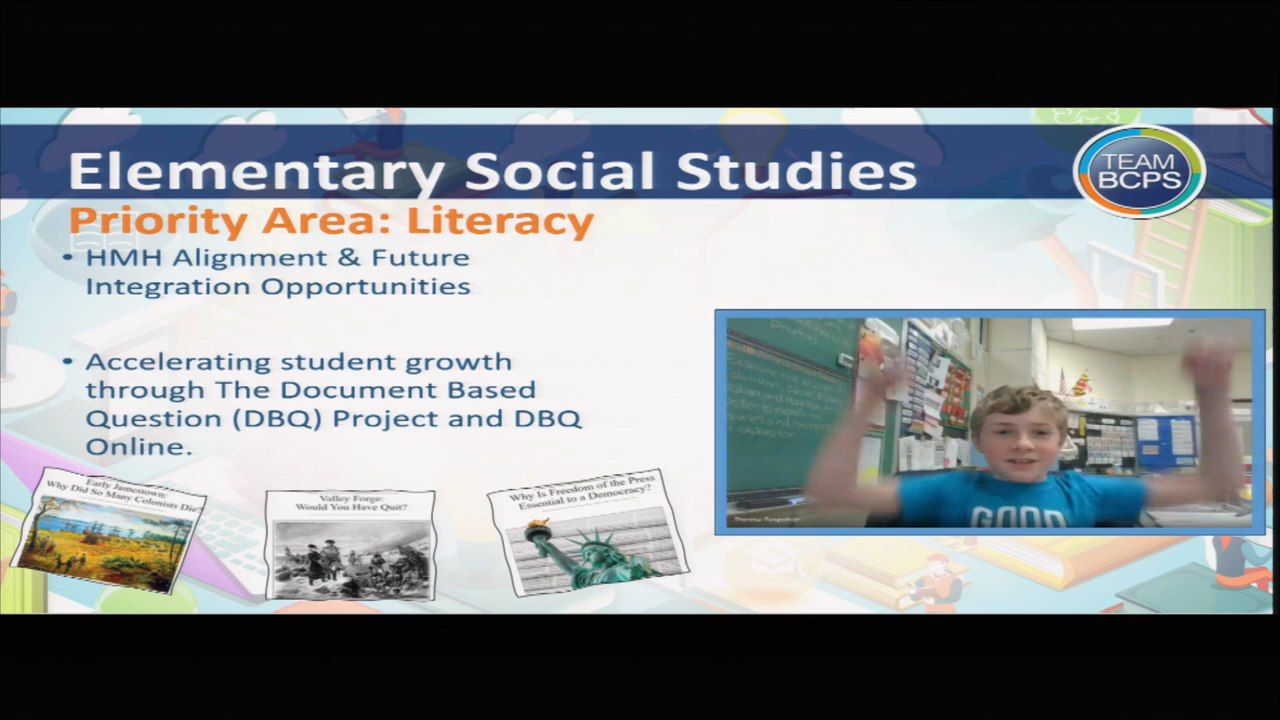 Elementary Social Studies
TEAM
BCPS
Priority Area: Literacy
• HMH Alignment & Future
Integration Opportunities
• Accelerating student growth
through The Document Based
Question (DBQ) Project and DBQ
Online.
Early Jamestown:
Why Did So Many Colonists Die?
Valley Forge:
Would You Have Quit?
Why Is Freedom of the Press
Essential to a Democracy?
GOOD
Theresa